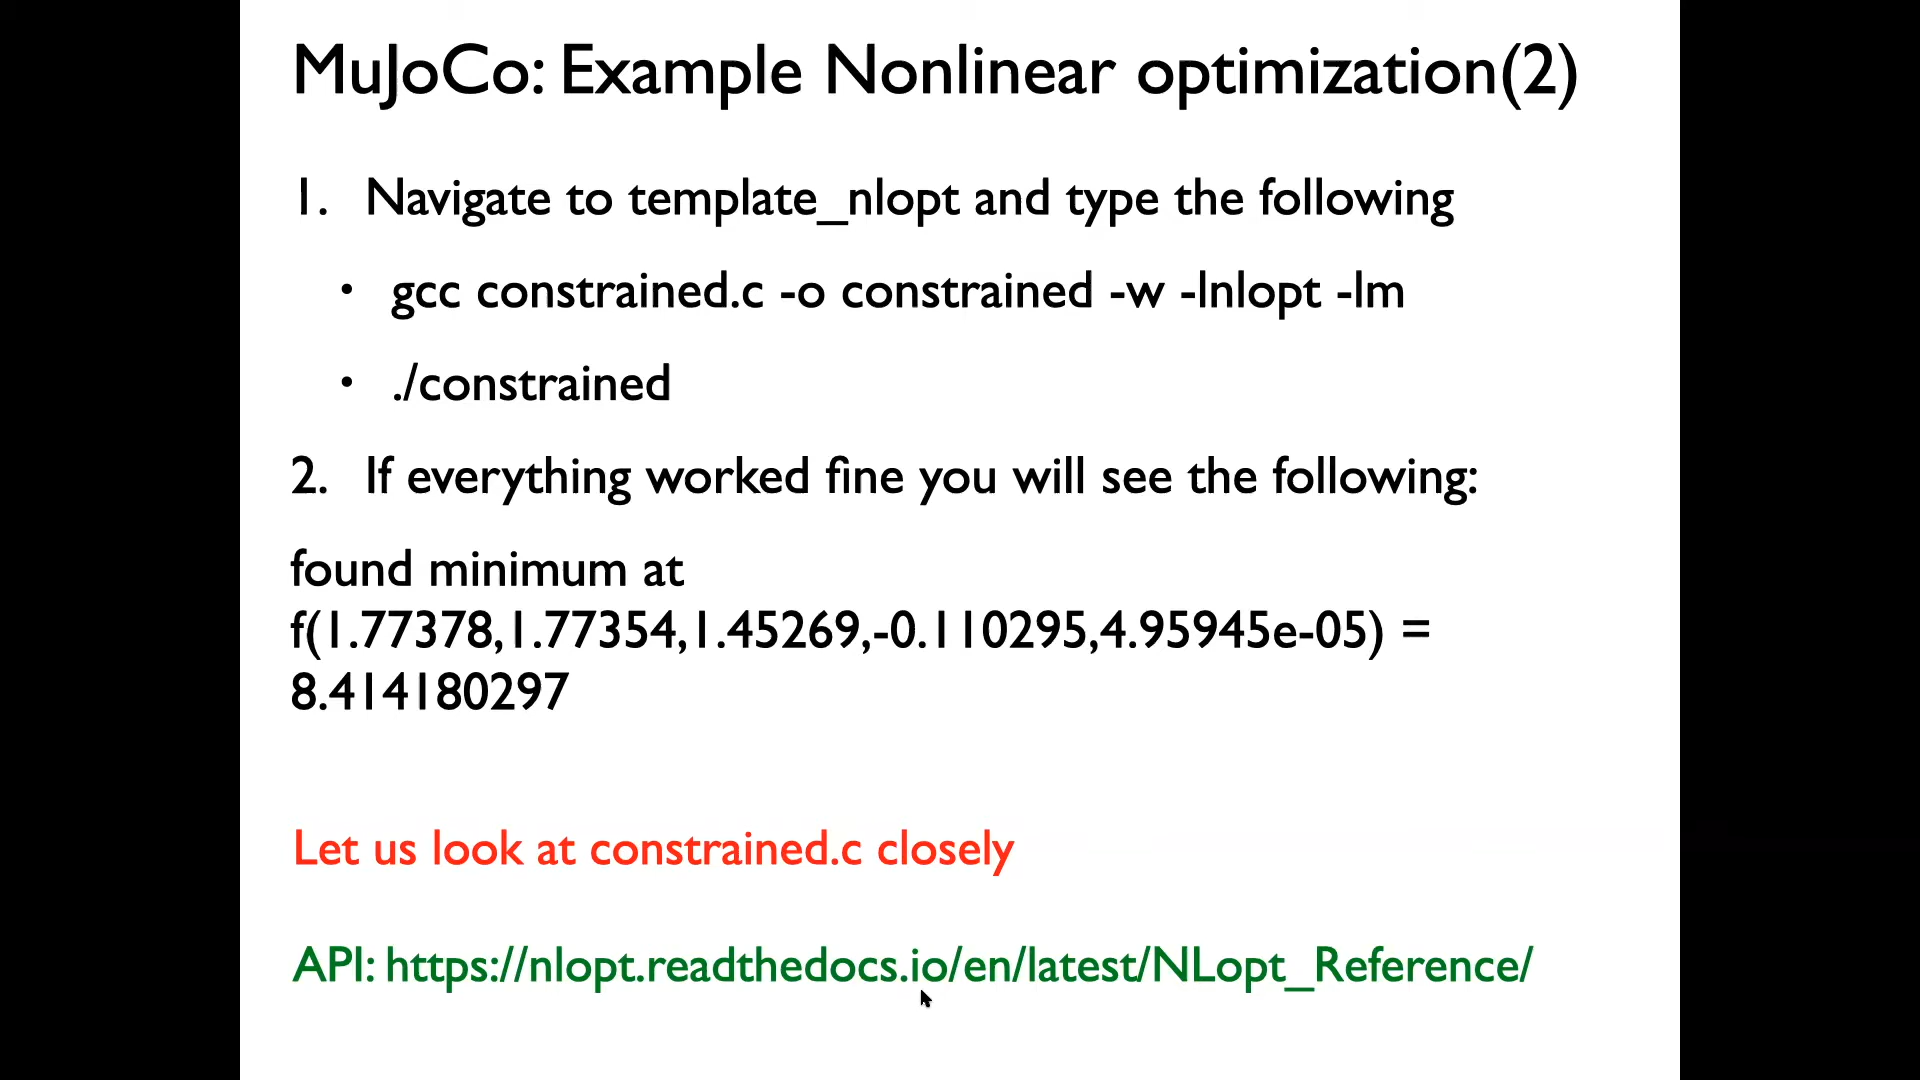 MuJoCo: Example Nonlinear optimization(2)
1. Navigate to template_nlopt and type the following
• gcc constrained.c -o constrained -w -lnlopt -lm
• ./constrained
2. If everything worked fine you will see the following:
found minimum at
f(1.77378,1.77354,1.45269,-0.110295,4.95945e-05) =
8.414180297
Let us look at constrained.c closely
API: https://nlopt.readthedocs.io/en/latest/NLopt_Reference/